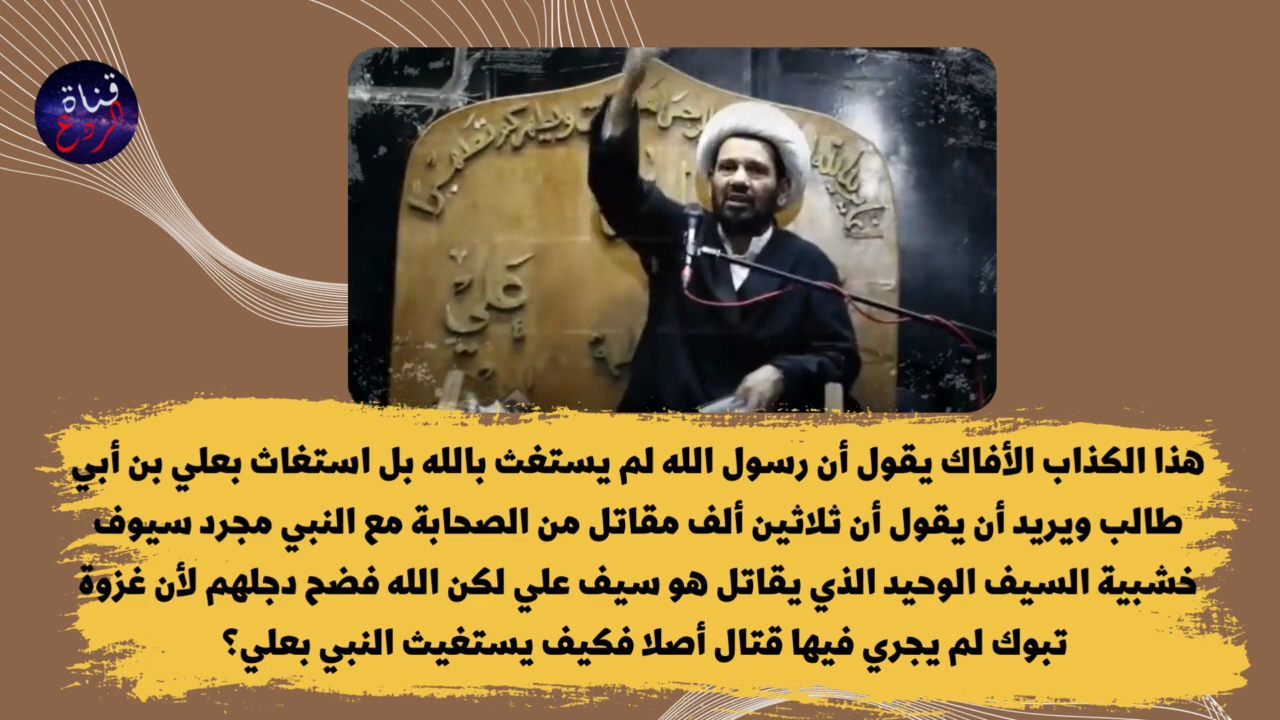 قناة
الردع
علي
هذا الكذاب الأفاك يقول أن رسول الله لم يستغث بالله بل استغاث بعلي بن أبي
طالب ويريد أن يقول أن ثلاثين ألف مقاتل من الصحابة مع النبي مجرد سيوف
خشبية السيف الوحيد الذي يقاتل هو سيف علي لكن الله فضح دجلهم لأن غزوة
تبوك لم يجري فيها قتال أصلا فكيف يستغيث النبي بعلي؟